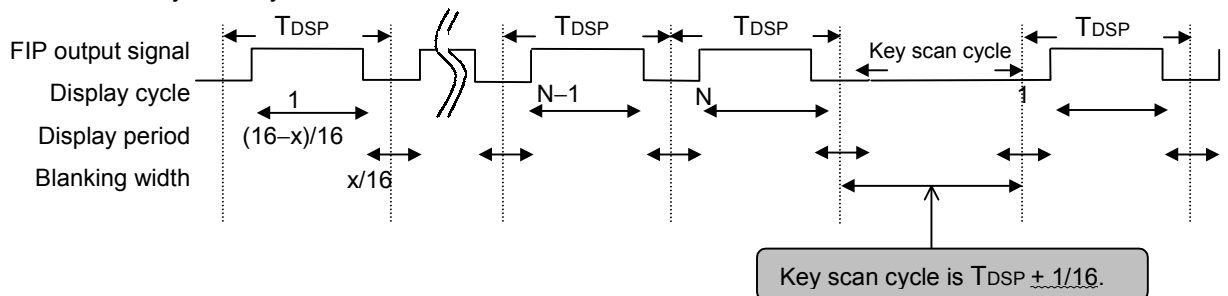 TDSP TDSP TDSP TDSP
FIP output signal Key scan cycle
Display cycle 1 N−1 N 1
Display period (16−x)/16
Blanking width x/16
Key scan cycle is TDSP + 1/16.